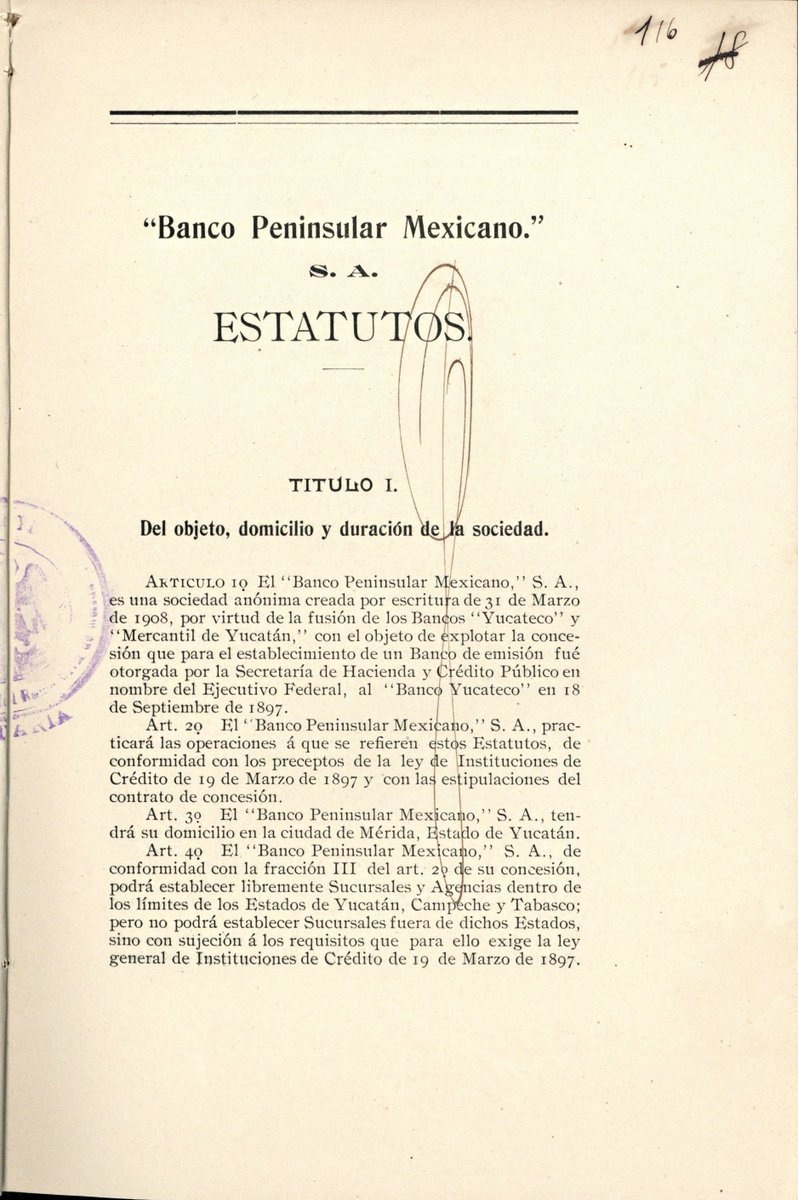 116
18
“Banco Peninsular Mexicano.”
S. A.
ESTATUTOS.
TITULO I.
Del objeto, domicilio y duración de la sociedad.
ARTICULO 1º El “Banco Peninsular Mexicano,” S. A.,
es una sociedad anónima creada por escritura de 31 de Marzo
de 1908, por virtud de la fusión de los Bancos “Yucateco” y
“Mercantil de Yucatán,” con el objeto de explotar la conce-
sión que para el establecimiento de un Banco de emisión fué
otorgada por la Secretaría de Hacienda y Crédito Público en
nombre del Ejecutivo Federal, al “Banco Yucateco” en 18
de Septiembre de 1897.
Art. 2º El “Banco Peninsular Mexicano,” S. A., prac-
ticará las operaciones á que se refieren estos Estatutos, de
conformidad con los preceptos de la ley de Instituciones de
Crédito de 19 de Marzo de 1897 y con las estipulaciones del
contrato de concesión.
Art. 3º El “Banco Peninsular Mexicano,” S. A., ten-
drá su domicilio en la ciudad de Mérida, Estado de Yucatán.
Art. 4º El “Banco Peninsular Mexicano,” S. A., de
conformidad con la fracción III del art. 2º de su concesión,
podrá establecer libremente Sucursales y Agencias dentro de
los límites de los Estados de Yucatán, Campeche y Tabasco;
pero no podrá establecer Sucursales fuera de dichos Estados,
sino con sujeción á los requisitos que para ello exige la ley
general de Instituciones de Crédito de 19 de Marzo de 1897.